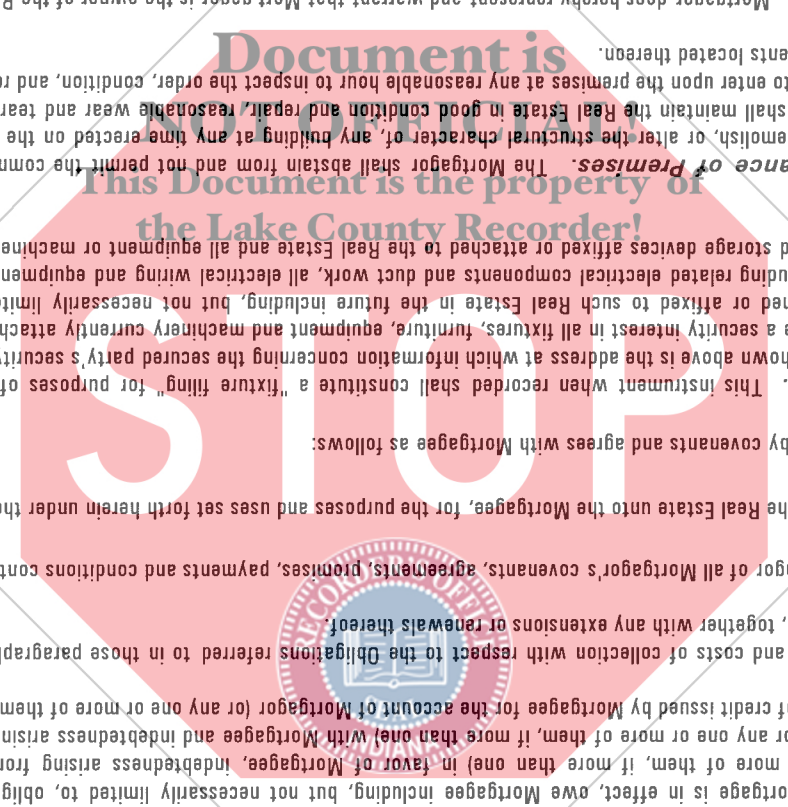 Document is
NOT OFFICIAL!
This Document is the property of
the Lake County Recorder!
STOP
RECORDER'S OFFICE
INDIANA
ortgage is in effect, owe Mortgagee including, but not necessarily limited to, oblig
more of them, if more than one) in favor of Mortgagee, indebtedness arising from
or any one or more of them, if more than one) with Mortgagee and indebtedness arisin
of credit issued by Mortgagee for the account of Mortgagor (or any one or more of them
and costs of collection with respect to the Obligations referred to in those paragraph
, together with any extensions or renewals thereof.
gor of all Mortgagor's covenants, agreements, promises, payments and conditions cont
he Real Estate unto the Mortgagee, for the purposes and uses set forth herein under the
by covenants and agrees with Mortgagee as follows:
. This instrument when recorded shall constitute a "fixture filing" for purposes of
hown above is the address at which information concerning the secured party's securit
e a security interest in all fixtures, furniture, equipment and machinery currently attach
ned or affixed to such Real Estate in the future including, but not necessarily limit
uding related electrical components and duct work, all electrical wiring and equipmen
d storage devices affixed or attached to the Real Estate and all equipment or machine
ance of Premises. The Mortgagor shall abstain from and not permit the comm
emolish, or alter the structural character of, any building at any time erected on the
shall maintain the Real Estate in good condition and repair, reasonable wear and tear
to enter upon the premises at any reasonable hour to inspect the order, condition, and re
ents located thereon.
Mortgagor does hereby represent and warrant that Mortgagor is the owner of the R